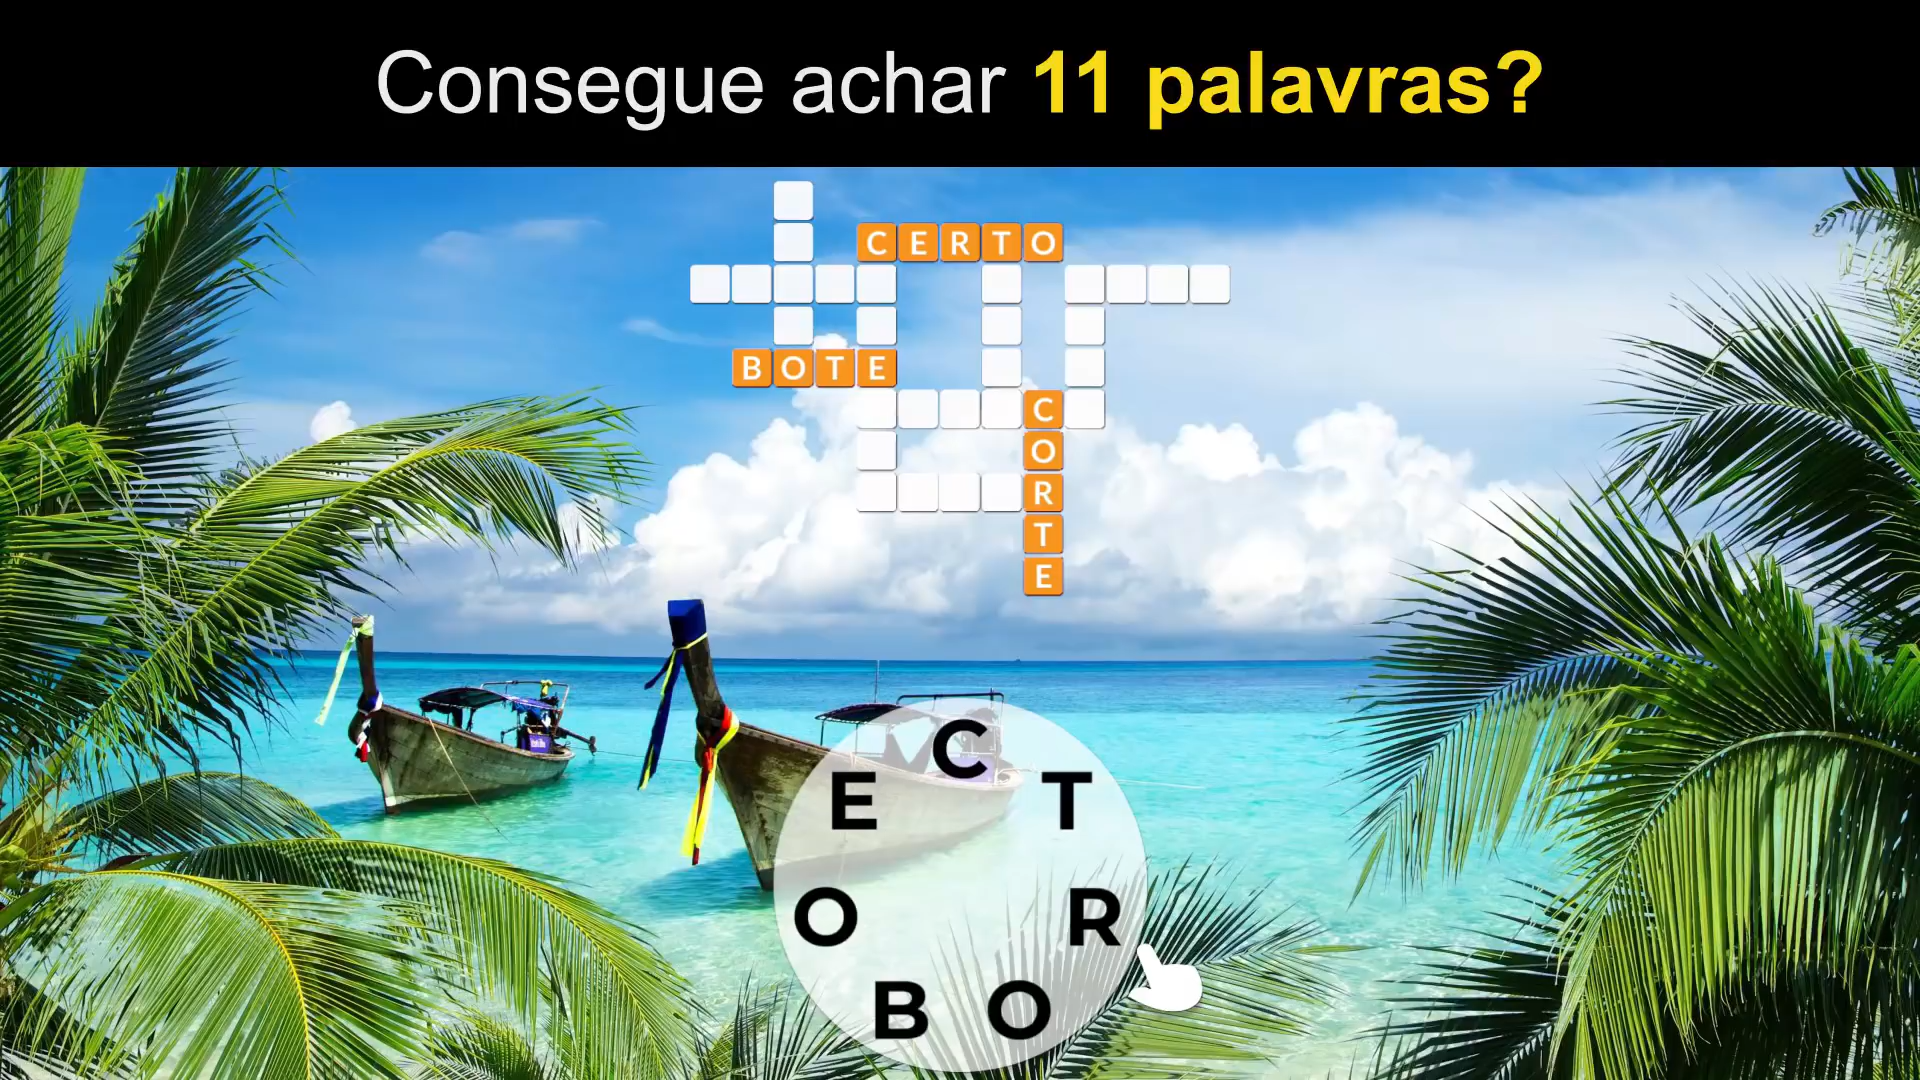 Consegue achar 11 palavras?
CERTO
BOTE
CORTE
C
E T
O R
B O